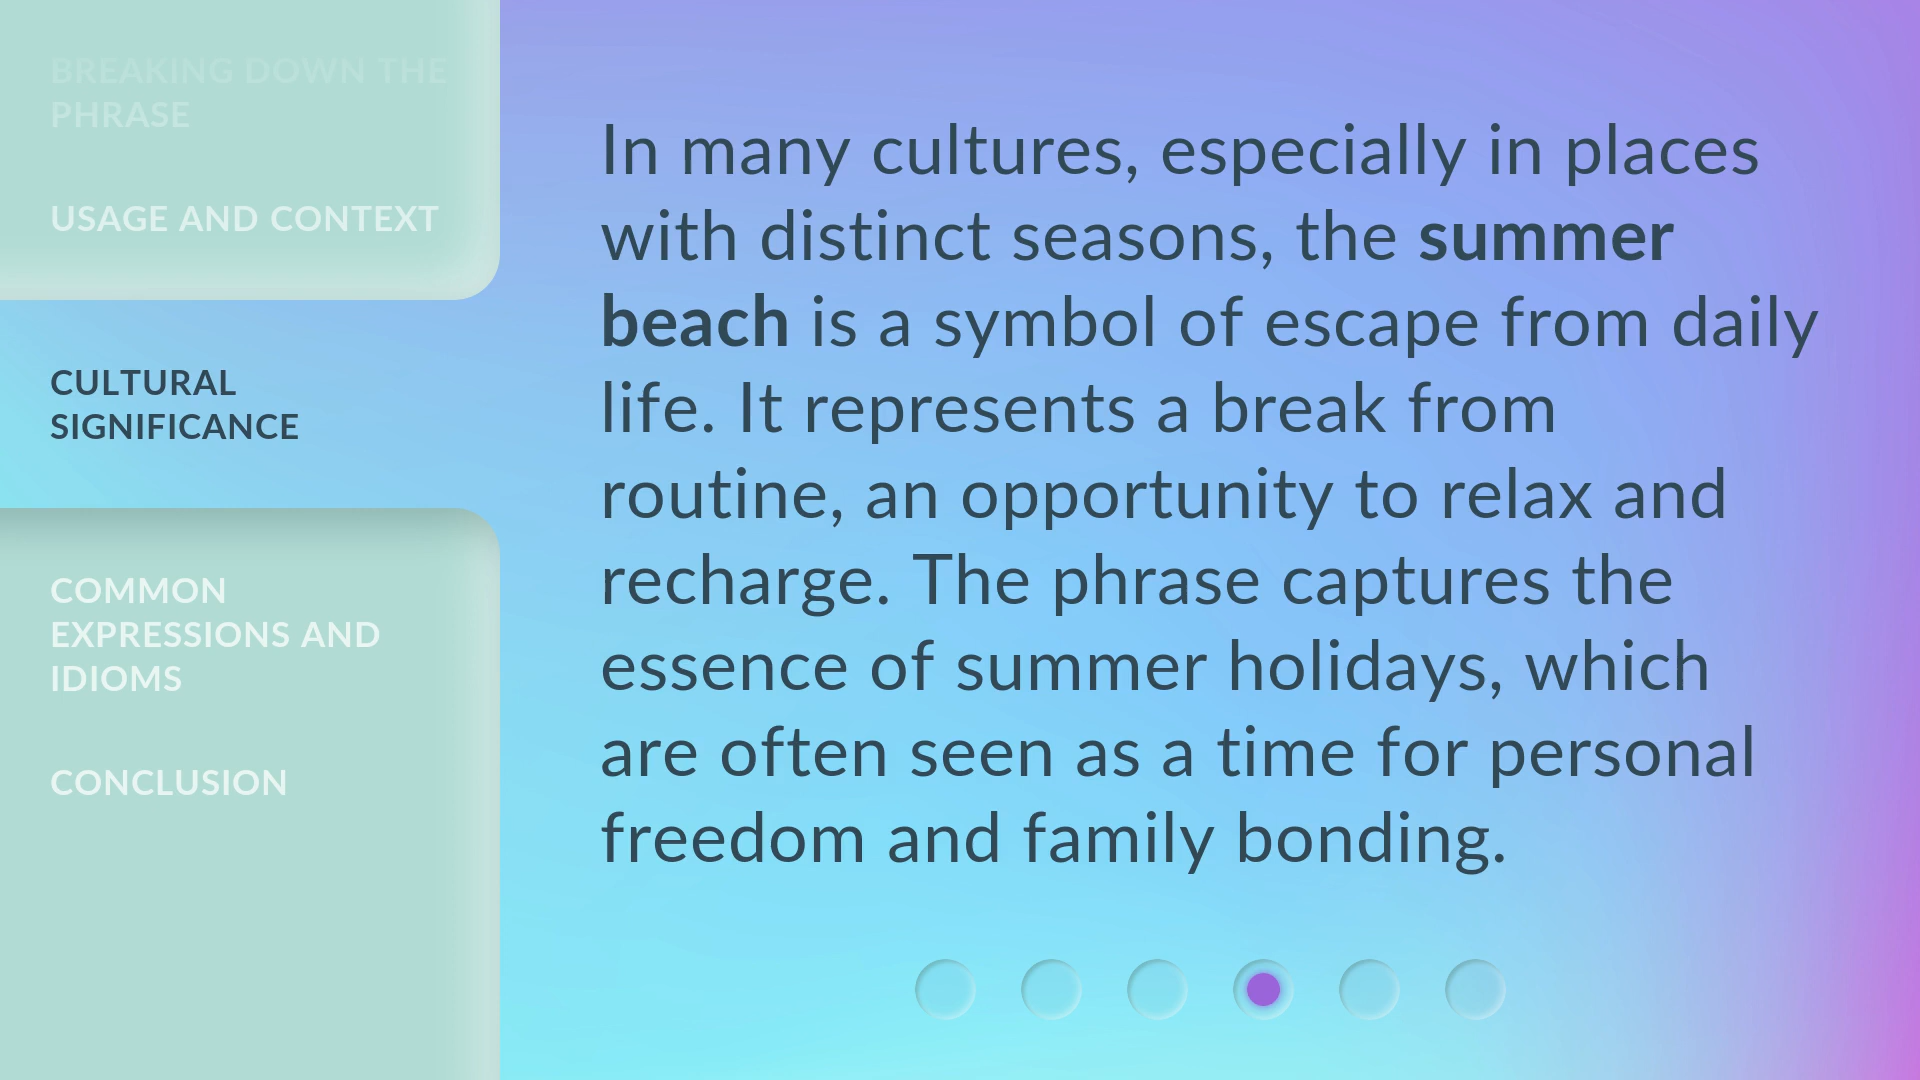 BREAKING DOWN THE
PHRASE
USAGE AND CONTEXT
CULTURAL
SIGNIFICANCE
COMMON
EXPRESSIONS AND
IDIOMS
CONCLUSION
In many cultures, especially in places
with distinct seasons, the summer
beach is a symbol of escape from daily
life. It represents a break from
routine, an opportunity to relax and
recharge. The phrase captures the
essence of summer holidays, which
are often seen as a time for personal
freedom and family bonding.